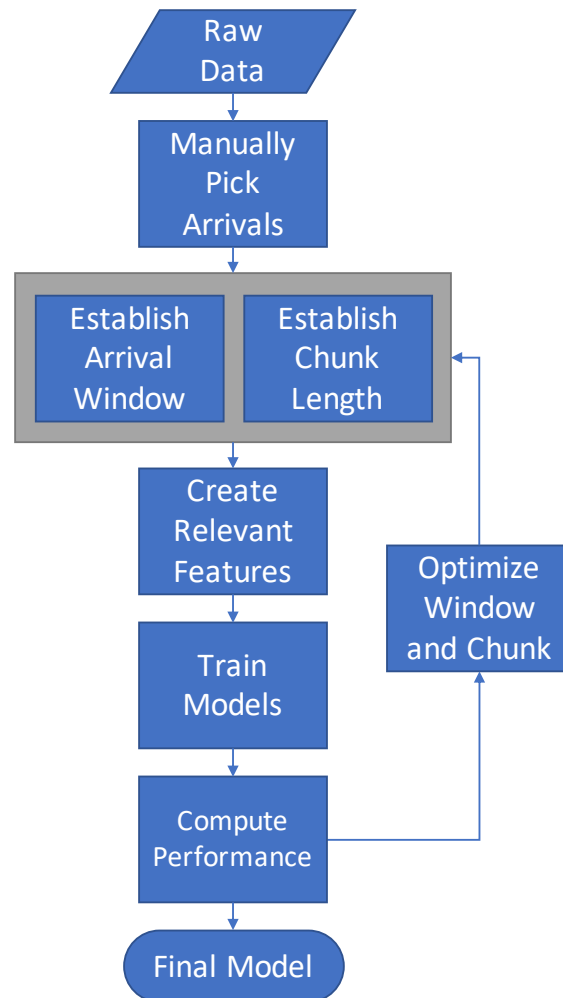 Raw
Data
Manually
Pick
Arrivals
Establish
Arrival
Window
Establish
Chunk
Length
Create
Relevant
Features
Optimize
Window
and Chunk
Train
Models
Compute
Performance
Final Model